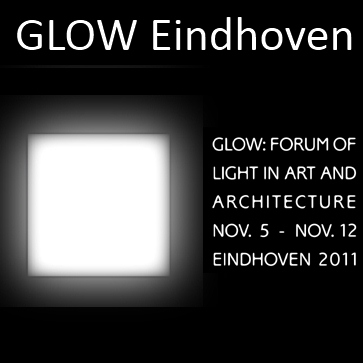 GLOW Eindhoven
GLOW: FORUM OF
LIGHT IN ART AND
ARCHITECTURE
NOV. 5 - NOV. 12
EINDHOVEN 2011